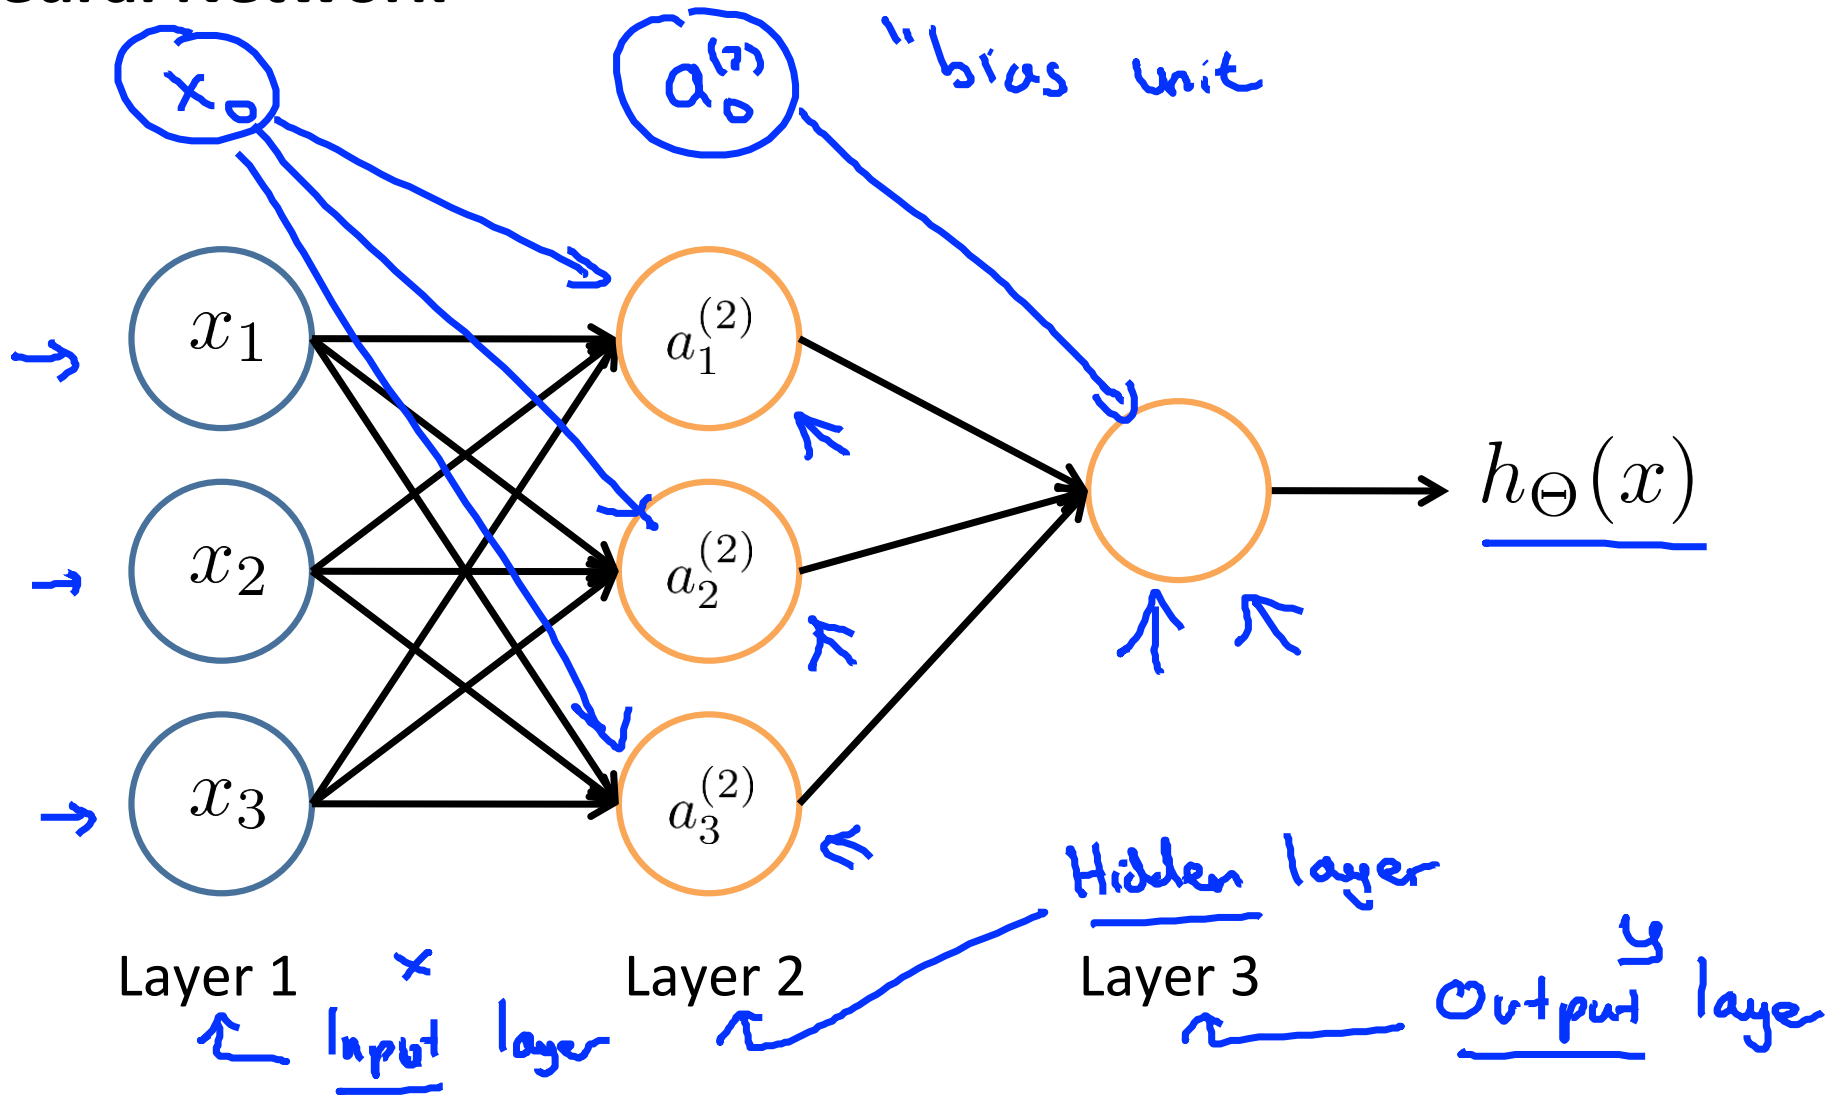 x₀ a₀⁽²⁾ "bias unit
x₁ a₁⁽²⁾
x₂ a₂⁽²⁾ h_Θ(x)
x₃ a₃⁽²⁾
Hidden layer
Layer 1 x Layer 2 Layer 3 y
Input layer Output layer